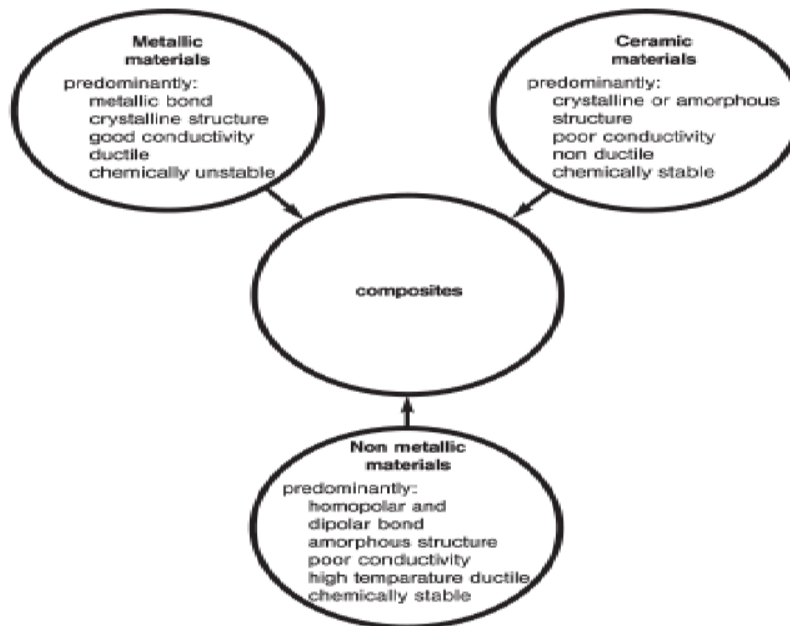 Metallic
materials
predominantly:
metallic bond
crystalline structure
good conductivity
ductile
chemically unstable
Ceramic
materials
predominantly:
crystalline or amorphous
structure
poor conductivity
non ductile
chemically stable
composites
Non metallic
materials
predominantly:
homopolar and
dipolar bond
amorphous structure
poor conductivity
high temparature ductile
chemically stable